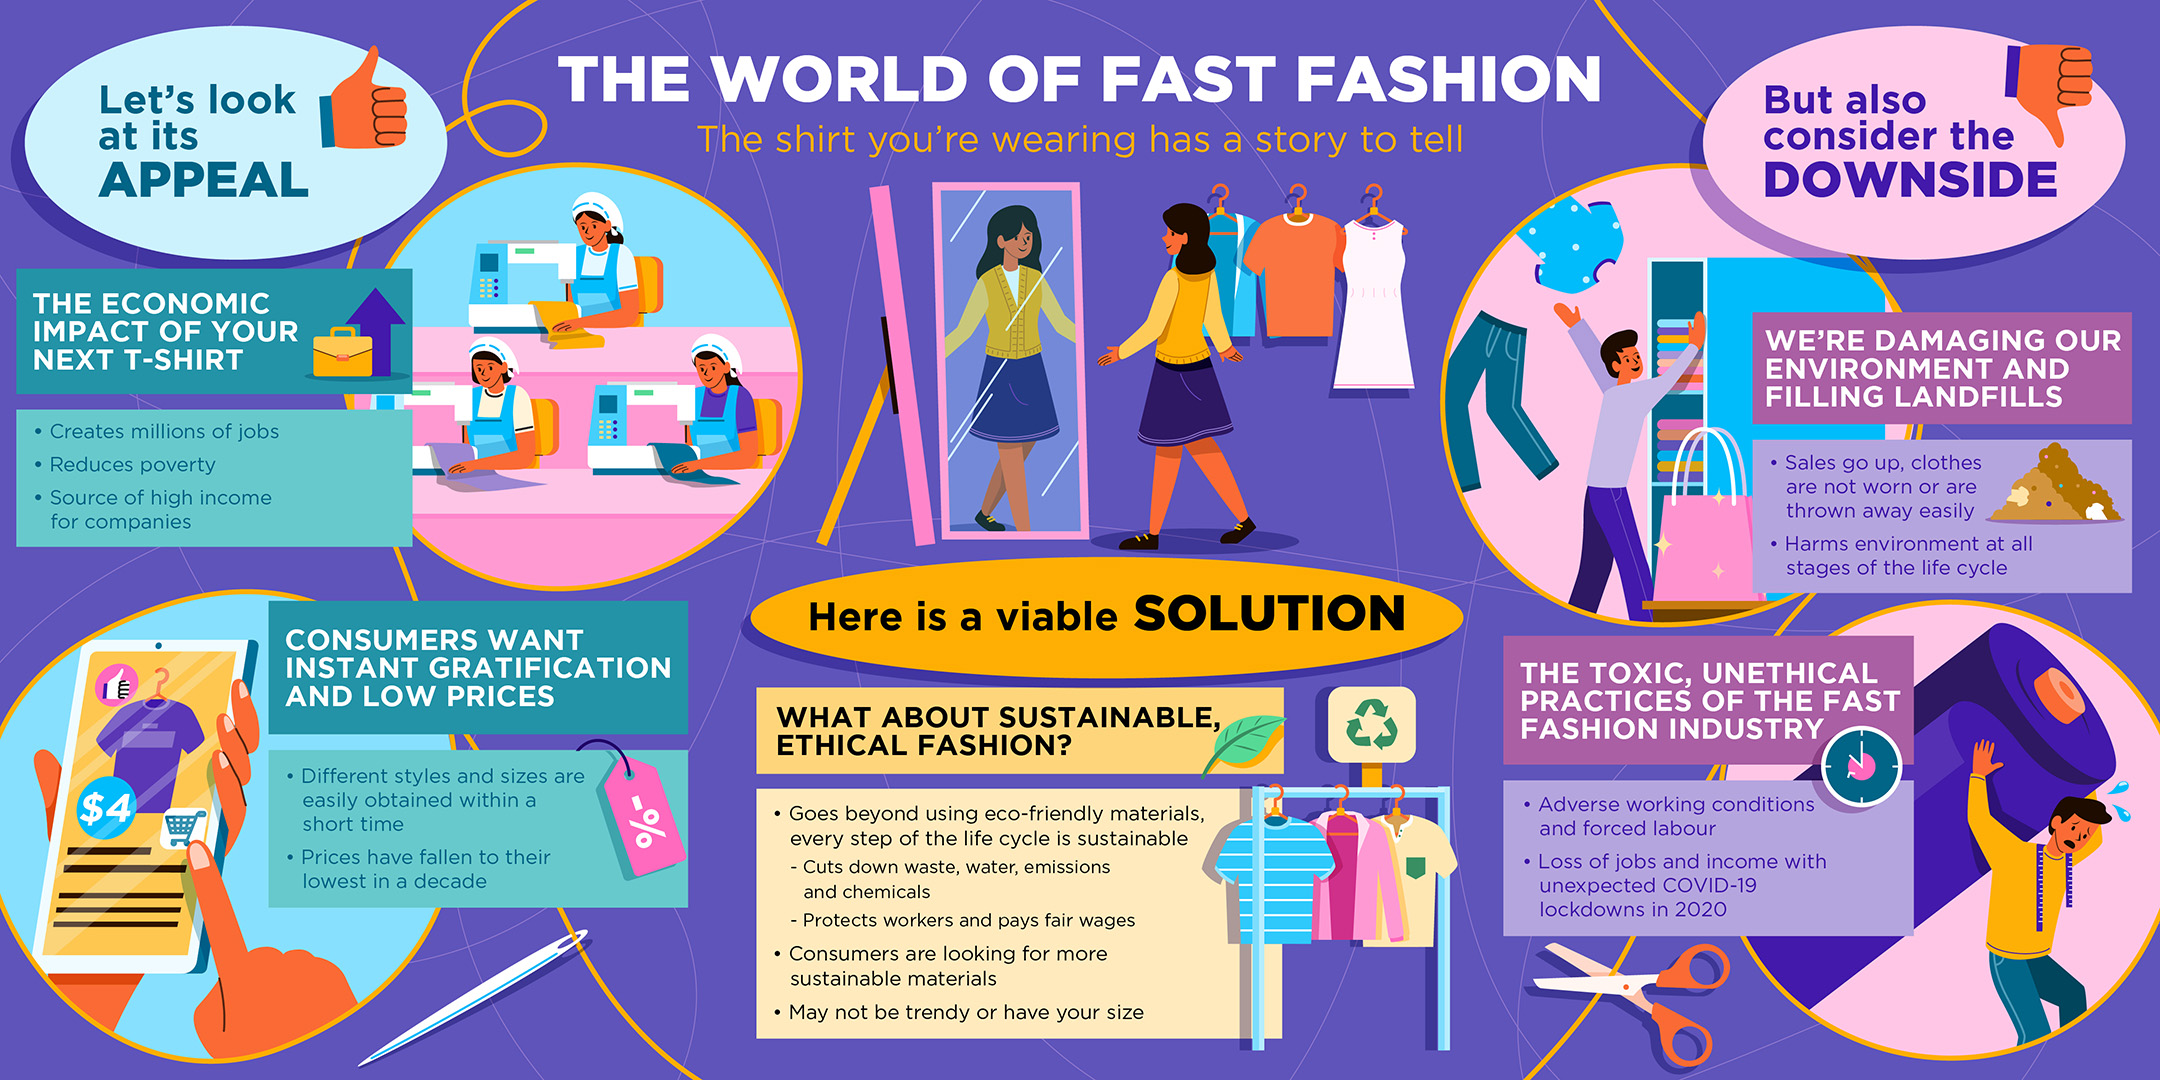 THE WORLD OF FAST FASHION
The shirt you're wearing has a story to tell
Let's look
at its
APPEAL
THE ECONOMIC
IMPACT OF YOUR
NEXT T-SHIRT
• Creates millions of jobs
• Reduces poverty
• Source of high income
for companies
CONSUMERS WANT
INSTANT GRATIFICATION
AND LOW PRICES
• Different styles and sizes are
easily obtained within a
short time
• Prices have fallen to their
lowest in a decade
-%
$4
But also
consider the
DOWNSIDE
WE'RE DAMAGING OUR
ENVIRONMENT AND
FILLING LANDFILLS
• Sales go up, clothes
are not worn or are
thrown away easily
• Harms environment at all
stages of the life cycle
THE TOXIC, UNETHICAL
PRACTICES OF THE FAST
FASHION INDUSTRY
• Adverse working conditions
and forced labour
• Loss of jobs and income with
unexpected COVID-19
lockdowns in 2020
Here is a viable SOLUTION
WHAT ABOUT SUSTAINABLE,
ETHICAL FASHION?
• Goes beyond using eco-friendly materials,
every step of the life cycle is sustainable
- Cuts down waste, water, emissions
and chemicals
- Protects workers and pays fair wages
• Consumers are looking for more
sustainable materials
• May not be trendy or have your size